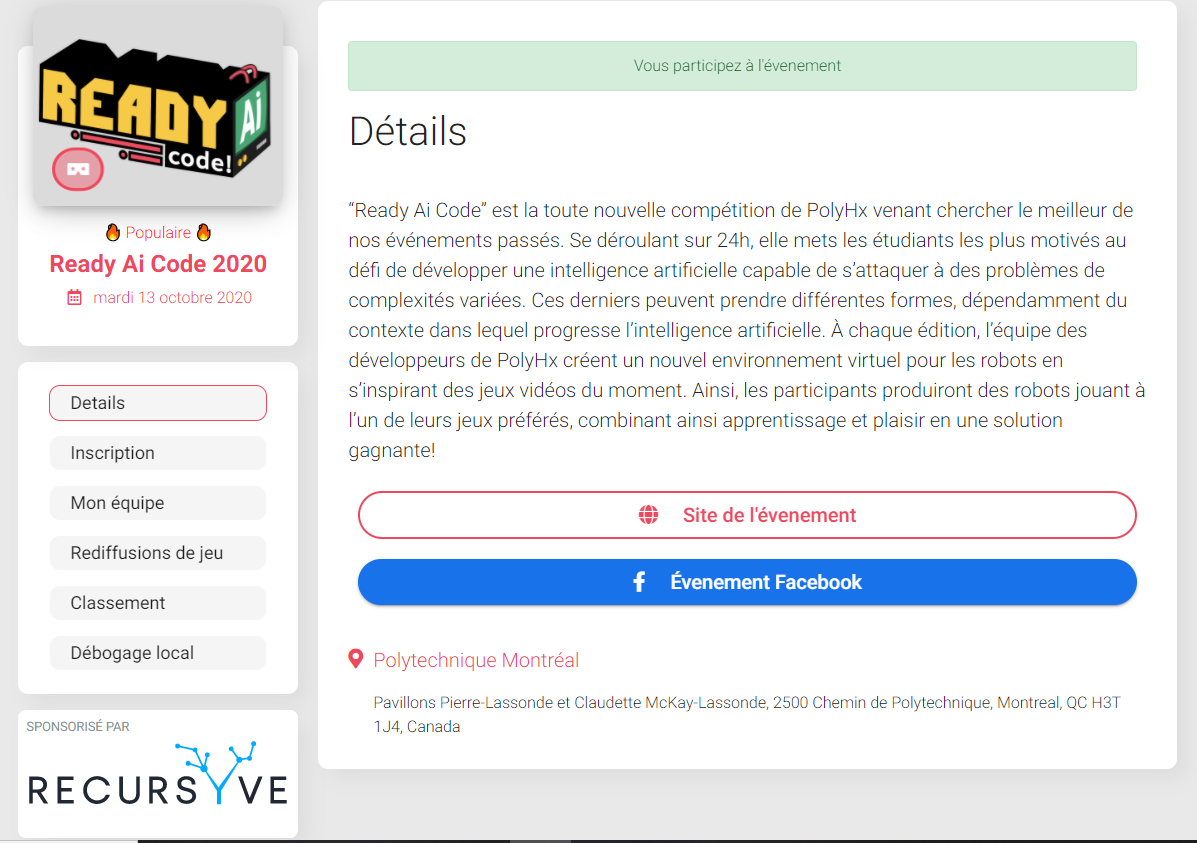 READY
Ai
code!
🔥 Populaire 🔥
Ready Ai Code 2020
mardi 13 octobre 2020
Details
Inscription
Mon équipe
Rediffusions de jeu
Classement
Débogage local
SPONSORISÉ PAR
RECURSYVE
Vous participez à l'évenement
Détails
“Ready Ai Code” est la toute nouvelle compétition de PolyHx venant chercher le meilleur de
nos événements passés. Se déroulant sur 24h, elle mets les étudiants les plus motivés au
défi de développer une intelligence artificielle capable de s’attaquer à des problèmes de
complexités variées. Ces derniers peuvent prendre différentes formes, dépendamment du
contexte dans lequel progresse l’intelligence artificielle. À chaque édition, l’équipe des
développeurs de PolyHx créent un nouvel environnement virtuel pour les robots en
s’inspirant des jeux vidéos du moment. Ainsi, les participants produiront des robots jouant à
l’un de leurs jeux préférés, combinant ainsi apprentissage et plaisir en une solution
gagnante!
Site de l'évenement
Évenement Facebook
Polytechnique Montréal
Pavillons Pierre-Lassonde et Claudette McKay-Lassonde, 2500 Chemin de Polytechnique, Montreal, QC H3T
1J4, Canada